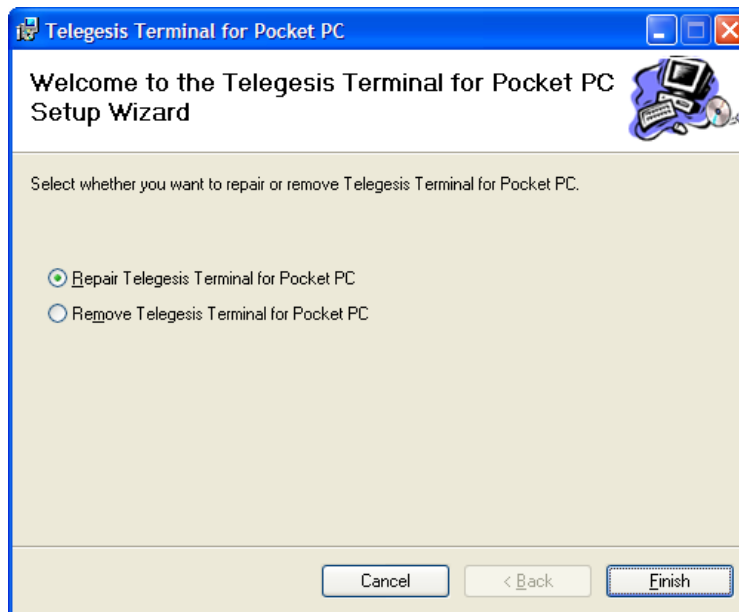 Telegesis Terminal for Pocket PC
Welcome to the Telegesis Terminal for Pocket PC
Setup Wizard
Select whether you want to repair or remove Telegesis Terminal for Pocket PC.
Repair Telegesis Terminal for Pocket PC
Remove Telegesis Terminal for Pocket PC
Cancel
< Back
Finish